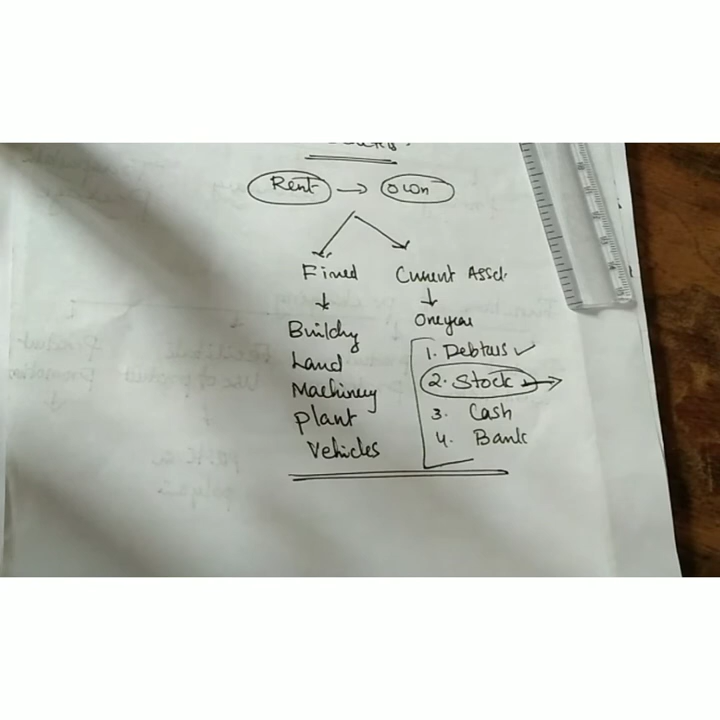 Rent → own
Fixed
Current Asset
Building
Land
Machinery
Plant
Vehicles
One year
1. Debtors ✓
2. Stock →
3. Cash
4. Bank